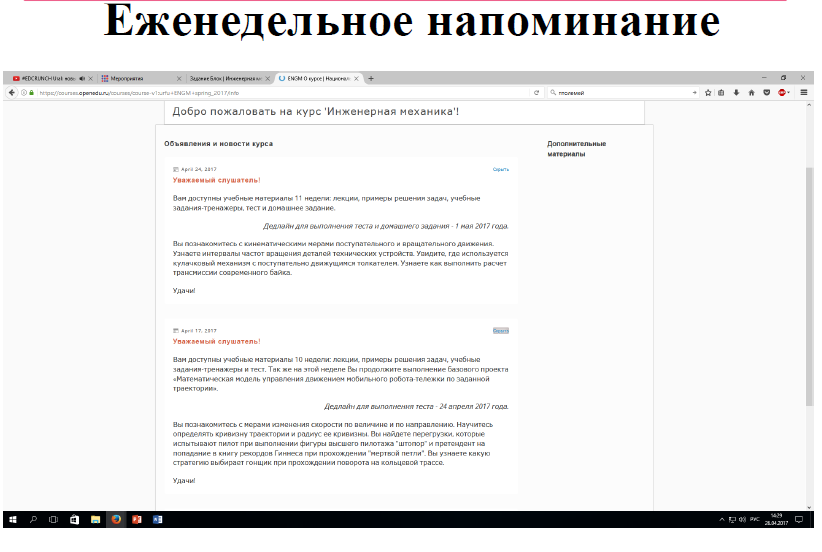 Еженедельное напоминание
#EDCRUNCH Ural: новы
Мероприятия
Задание Блок | Инженерная м
ENGM О курсе | Националь
https://courses.openedu.ru/courses/course-v1:urfu+ENGM+spring_2017/info
птолемей
Добро пожаловать на курс 'Инженерная механика'!
Объявления и новости курса
Дополнительные
материалы
April 24, 2017
Скрыть
Уважаемый слушатель!
Вам доступны учебные материалы 11 недели: лекции, примеры решения задач, учебные
задания-тренажеры, тест и домашнее задание.
Дедлайн для выполнения теста и домашнего задания - 1 мая 2017 года.
Вы познакомитесь с кинематическими мерами поступательного и вращательного движения.
Узнаете интервалы частот вращения деталей технических устройств. Увидите, где используется
кулачковый механизм с поступательно движущимся толкателем. Узнаете как выполнить расчет
трансмиссии современного байка.
Удачи!
April 17, 2017
Скрыть
Уважаемый слушатель!
Вам доступны учебные материалы 10 недели: лекции, примеры решения задач, учебные
задания-тренажеры и тест. Так же на этой неделе Вы продолжите выполнение базового проекта
«Математическая модель управления движением мобильного робота-тележки по заданной
траектории».
Дедлайн для выполнения теста - 24 апреля 2017 года.
Вы познакомитесь с мерами изменения скорости по величине и по направлению. Научитесь
определять кривизну траектории и радиус ее кривизны. Вы найдете перегрузки, которые
испытывают пилот при выполнении фигуры высшего пилотажа "штопор" и претендент на
попадание в книгу рекордов Гиннеса при прохождении "мертвой петли". Вы узнаете какую
стратегию выбирает гонщик при прохождении поворота на кольцевой трассе.
Удачи!
РУС
14:29
26.04.2017